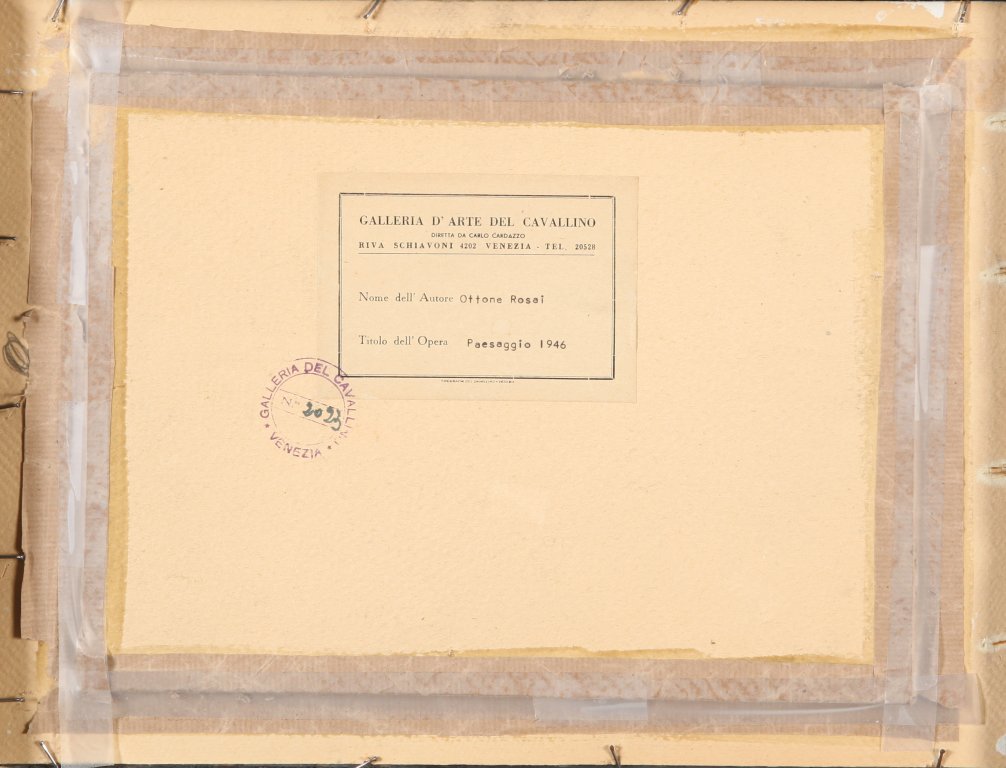 GALLERIA D' ARTE DEL CAVALLINO
DIRETTA DA CARLO CARDAZZO
RIVA SCHIAVONI 4202 VENEZIA - TEL. 20528
Nome dell' Autore Ottone Rosai
Titolo dell' Opera Paesaggio 1946
GALLERIA DEL CAVALLINO
N° 2023
* VENEZIA *